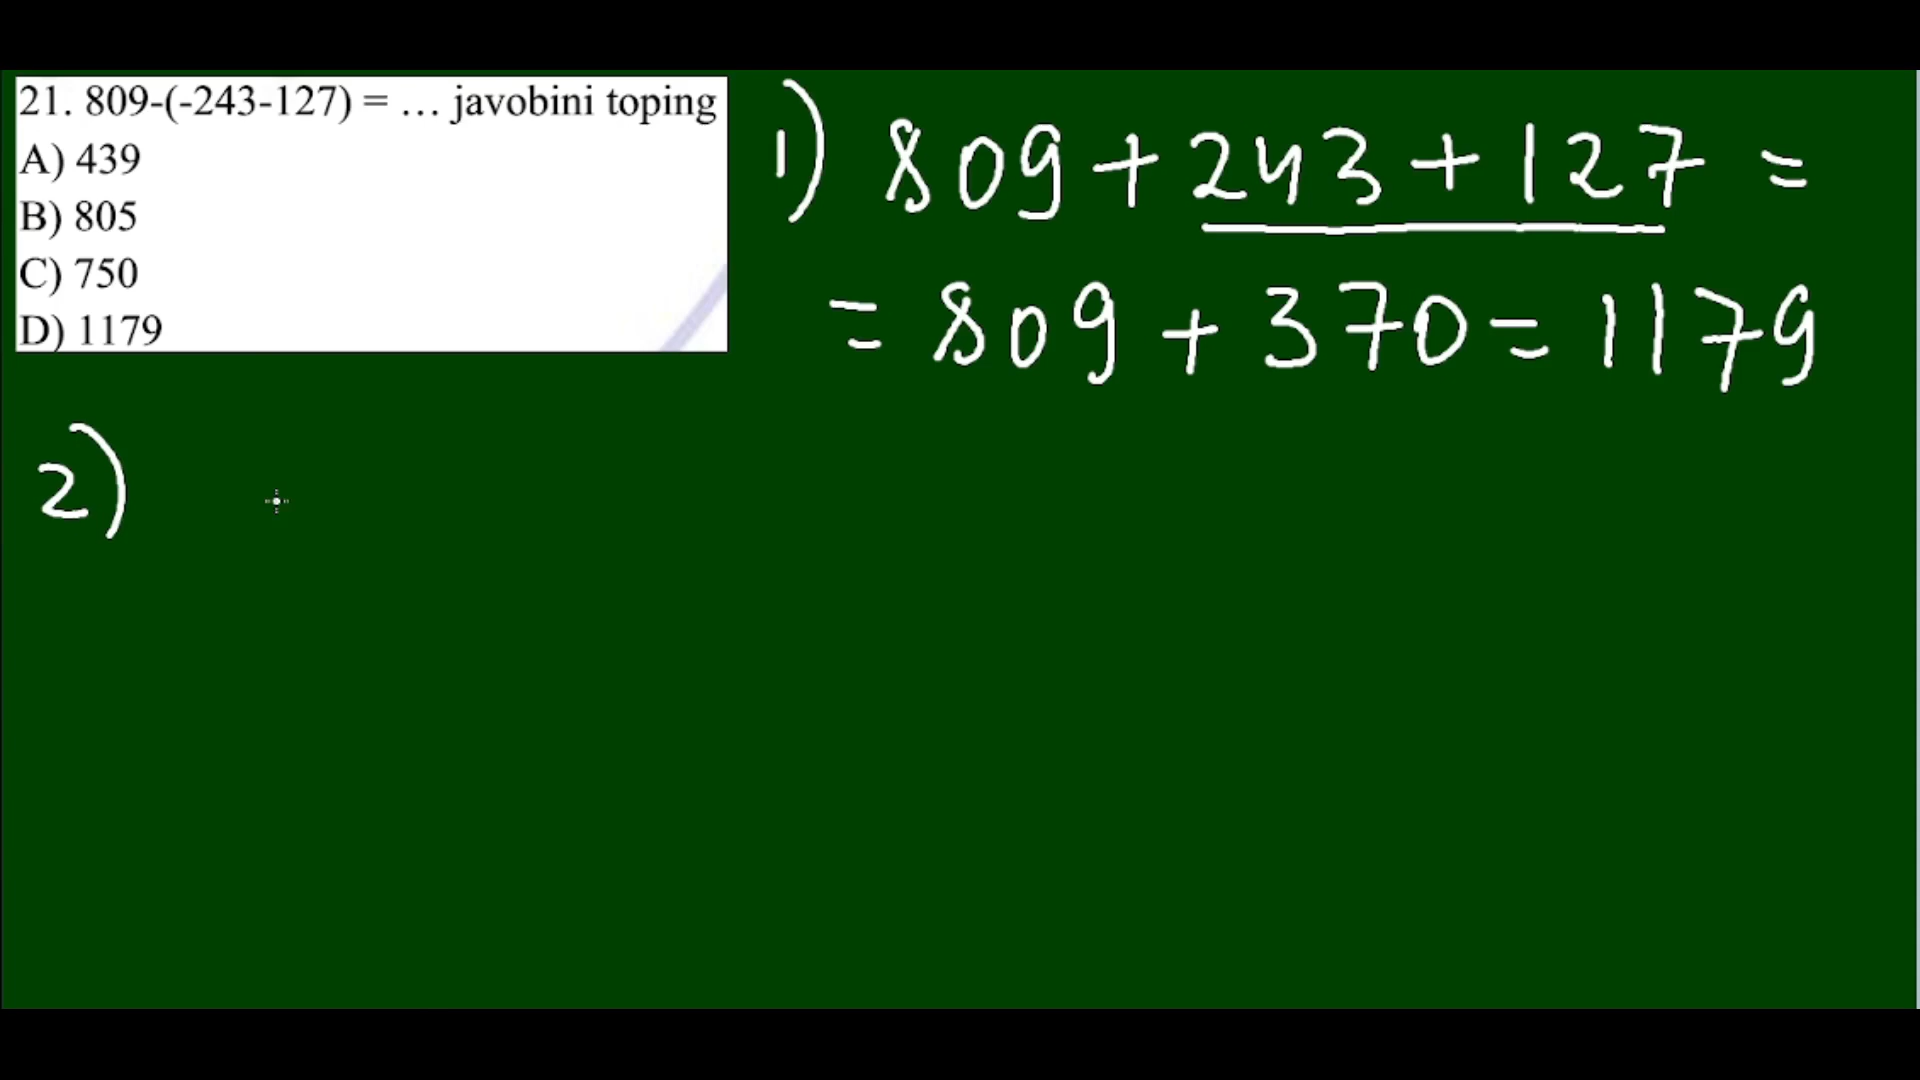 21. 809-(-243-127) = … javobini toping
A) 439
B) 805
C) 750
D) 1179
1) 809 + 243 + 127 =
= 809 + 370 = 1179
2)